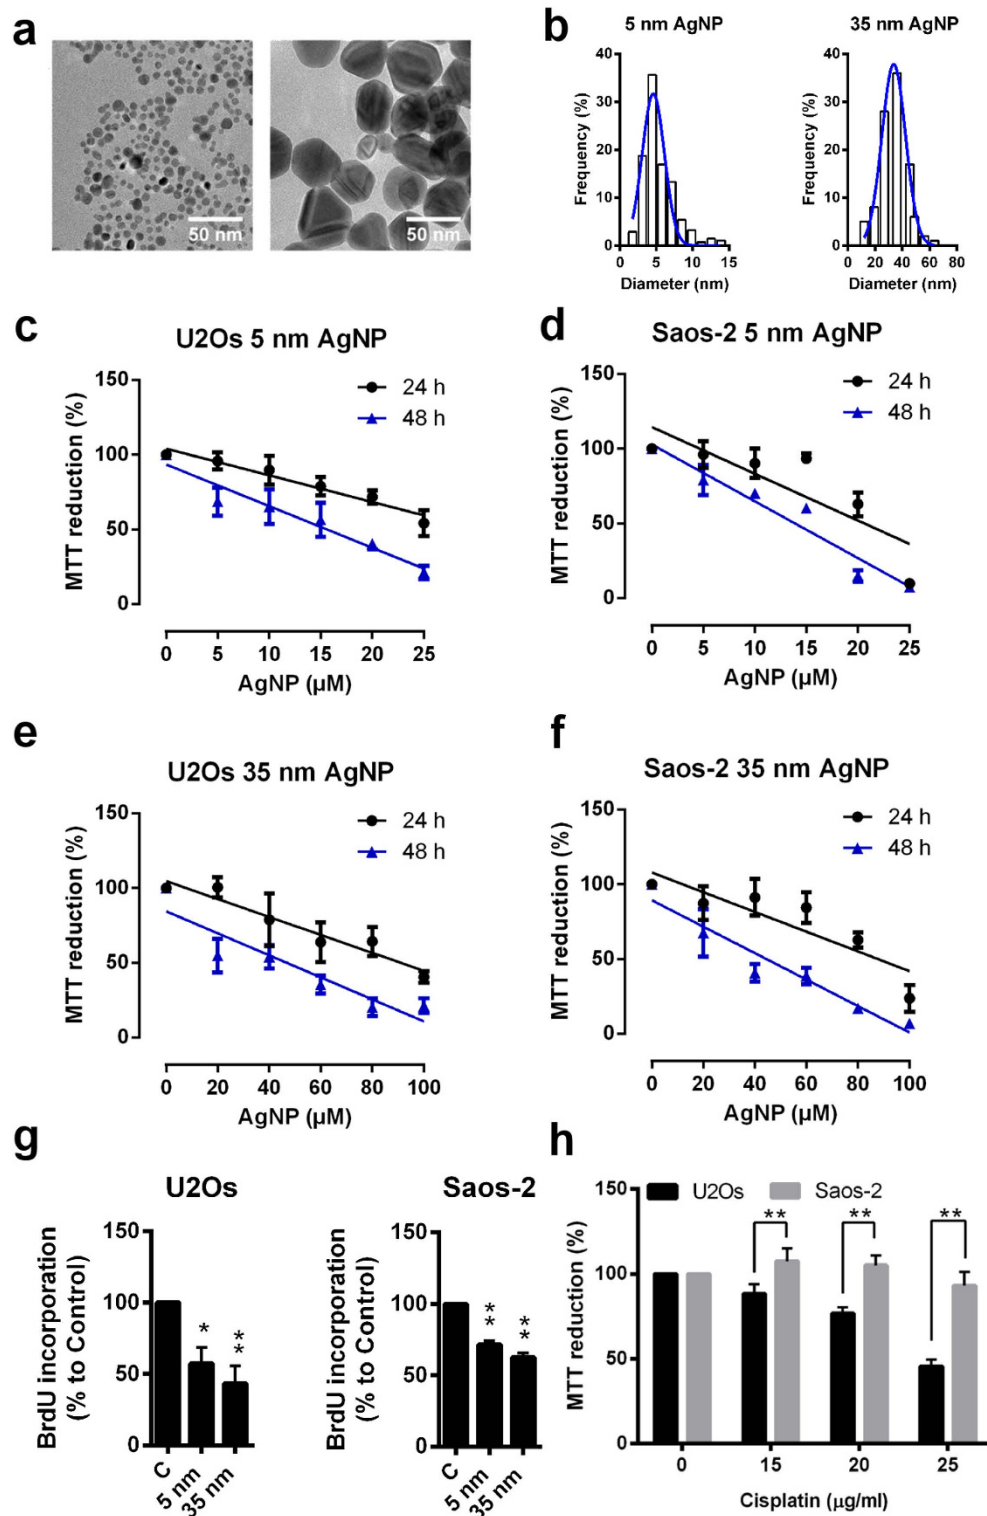 a
50 nm
50 nm
b
5 nm AgNP
35 nm AgNP
Frequency (%)
40
30
20
10
0
0 5 10 15
Diameter (nm)
Frequency (%)
40
30
20
10
0
0 20 40 60 80
Diameter (nm)
c
U2Os 5 nm AgNP
MTT reduction (%)
150
100
50
0
24 h
48 h
0 5 10 15 20 25
AgNP (µM)
d
Saos-2 5 nm AgNP
MTT reduction (%)
150
100
50
0
24 h
48 h
0 5 10 15 20 25
AgNP (µM)
e
U2Os 35 nm AgNP
MTT reduction (%)
150
100
50
0
24 h
48 h
0 20 40 60 80 100
AgNP (µM)
f
Saos-2 35 nm AgNP
MTT reduction (%)
150
100
50
0
24 h
48 h
0 20 40 60 80 100
AgNP (µM)
g
U2Os
BrdU incorporation
(% to Control)
150
100
50
0
*
**
C
5 nm
35 nm
Saos-2
BrdU incorporation
(% to Control)
150
100
50
0
**
**
C
5 nm
35 nm
h
MTT reduction (%)
150
100
50
0
U2Os
Saos-2
**
**
**
0 15 20 25
Cisplatin (µg/ml)